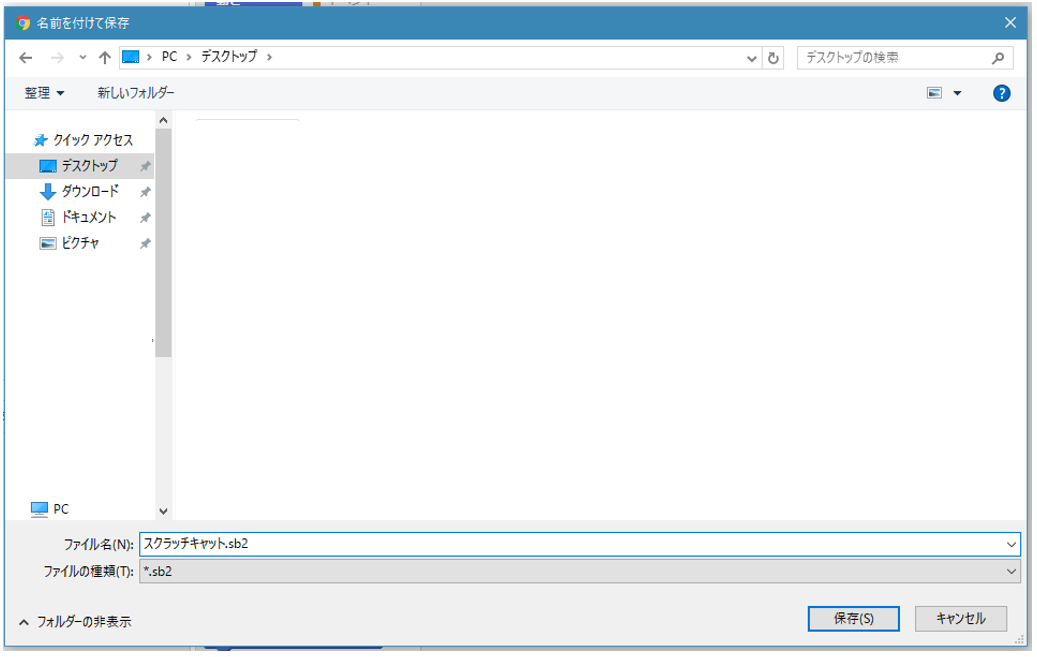 名前を付けて保存
PC デスクトップ
デスクトップの検索
整理
新しいフォルダー
クイック アクセス
デスクトップ
ダウンロード
ドキュメント
ピクチャ
PC
ファイル名(N): スクラッチキャット.sb2
ファイルの種類(T): *.sb2
フォルダーの非表示
保存(S)
キャンセル